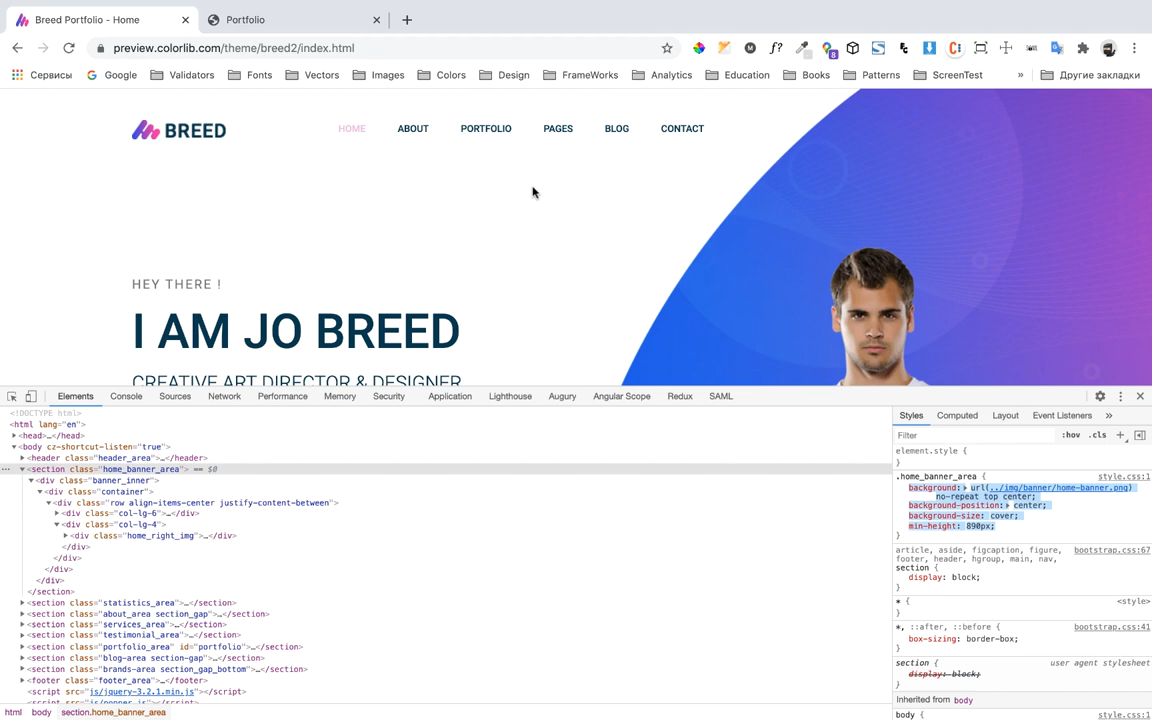 Breed Portfolio - Home
Portfolio
preview.colorlib.com/theme/breed2/index.html
f?
8
Сервисы
Google
Validators
Fonts
Vectors
Images
Colors
Design
FrameWorks
Analytics
Education
Books
Patterns
ScreenTest
»
Другие закладки
BREED
HOME
ABOUT
PORTFOLIO
PAGES
BLOG
CONTACT
HEY THERE !
I AM JO BREED
CREATIVE ART DIRECTOR & DESIGNER
Elements
Console
Sources
Network
Performance
Memory
Security
Application
Lighthouse
Augury
Angular Scope
Redux
SAML
<!DOCTYPE html>
<html lang="en">
<head>…</head>
<body cz-shortcut-listen="true">
<header class="header_area">…</header>
<section class="home_banner_area"> == $0
<div class="banner_inner">
<div class="container">
<div class="row align-items-center justify-content-between">
<div class="col-lg-6">…</div>
<div class="col-lg-4">
<div class="home_right_img">…</div>
</div>
</div>
</div>
</div>
</section>
<section class="statistics_area">…</section>
<section class="about_area section_gap">…</section>
<section class="services_area">…</section>
<section class="testimonial_area">…</section>
<section class="portfolio_area" id="portfolio">…</section>
<section class="blog-area section-gap">…</section>
<section class="brands-area section_gap_bottom">…</section>
<footer class="footer_area">…</footer>
<script src="js/jquery-3.2.1.min.js"></script>
<script src="js/popper.js"></script>
html body section.home_banner_area
Styles
Computed
Layout
Event Listeners
»
Filter
:hov .cls +
element.style {
}
.home_banner_area { style.css:1
background: url(../img/banner/home-banner.png)
no-repeat top center;
background-position: center;
background-size: cover;
min-height: 890px;
}
article, aside, figcaption, figure, bootstrap.css:67
footer, header, hgroup, main, nav,
section {
display: block;
}
* { <style>
}
*, ::after, ::before { bootstrap.css:41
box-sizing: border-box;
}
section { user agent stylesheet
display: block;
}
Inherited from body
body { style.css:1